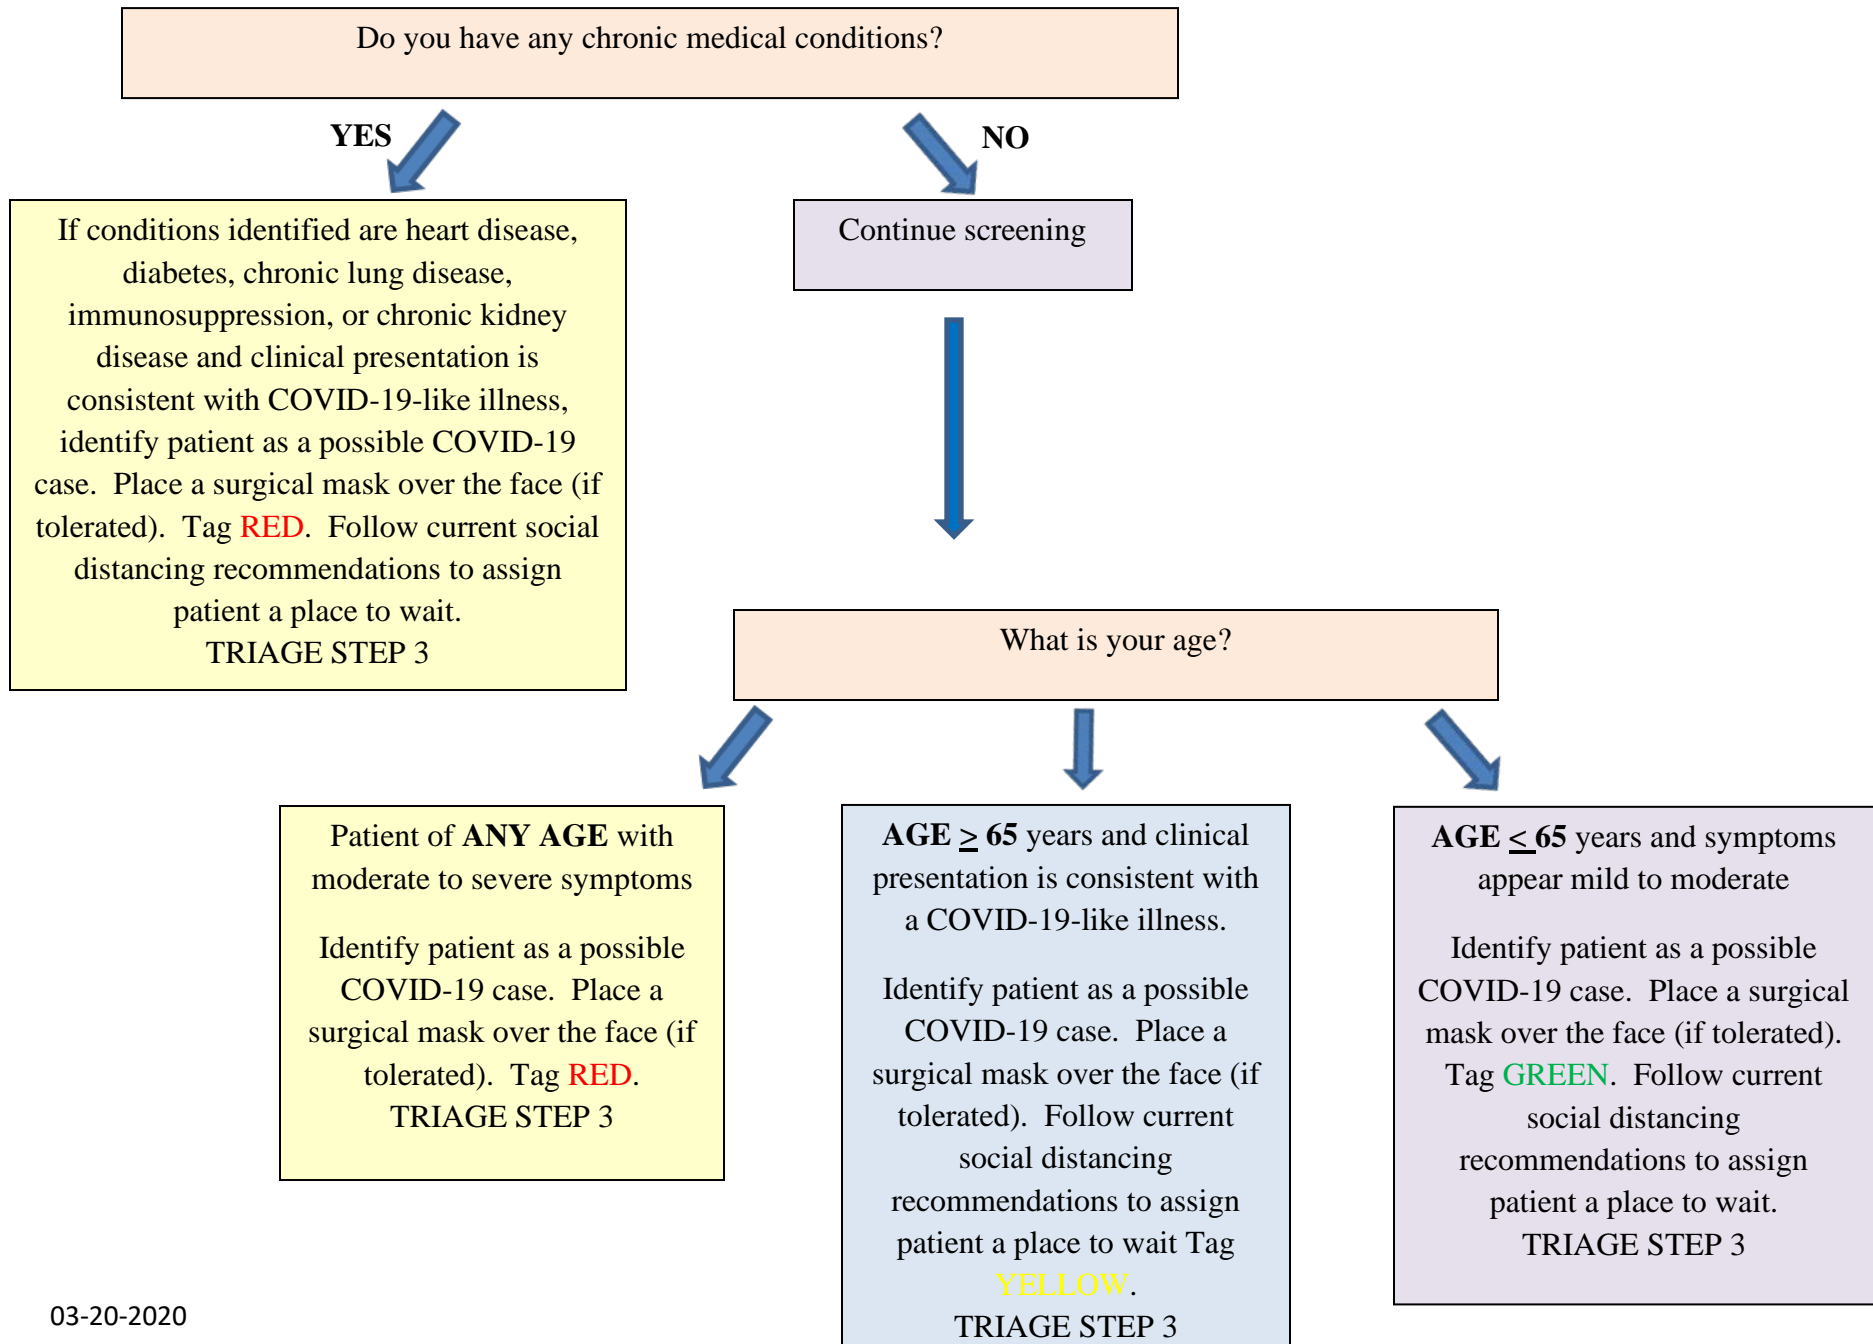 Do you have any chronic medical conditions?
YES
NO
If conditions identified are heart disease,
diabetes, chronic lung disease,
immunosuppression, or chronic kidney
disease and clinical presentation is
consistent with COVID-19-like illness,
identify patient as a possible COVID-19
case.  Place a surgical mask over the face (if
tolerated).  Tag RED.  Follow current social
distancing recommendations to assign
patient a place to wait.
TRIAGE STEP 3
Continue screening
What is your age?
Patient of ANY AGE with
moderate to severe symptoms
Identify patient as a possible
COVID-19 case.  Place a
surgical mask over the face (if
tolerated).  Tag RED.
TRIAGE STEP 3
AGE ≥ 65 years and clinical
presentation is consistent with
a COVID-19-like illness.
Identify patient as a possible
COVID-19 case.  Place a
surgical mask over the face (if
tolerated).  Follow current
social distancing
recommendations to assign
patient a place to wait Tag
YELLOW.
TRIAGE STEP 3
AGE ≤ 65 years and symptoms
appear mild to moderate
Identify patient as a possible
COVID-19 case.  Place a surgical
mask over the face (if tolerated).
Tag GREEN.  Follow current
social distancing
recommendations to assign
patient a place to wait.
TRIAGE STEP 3
03-20-2020